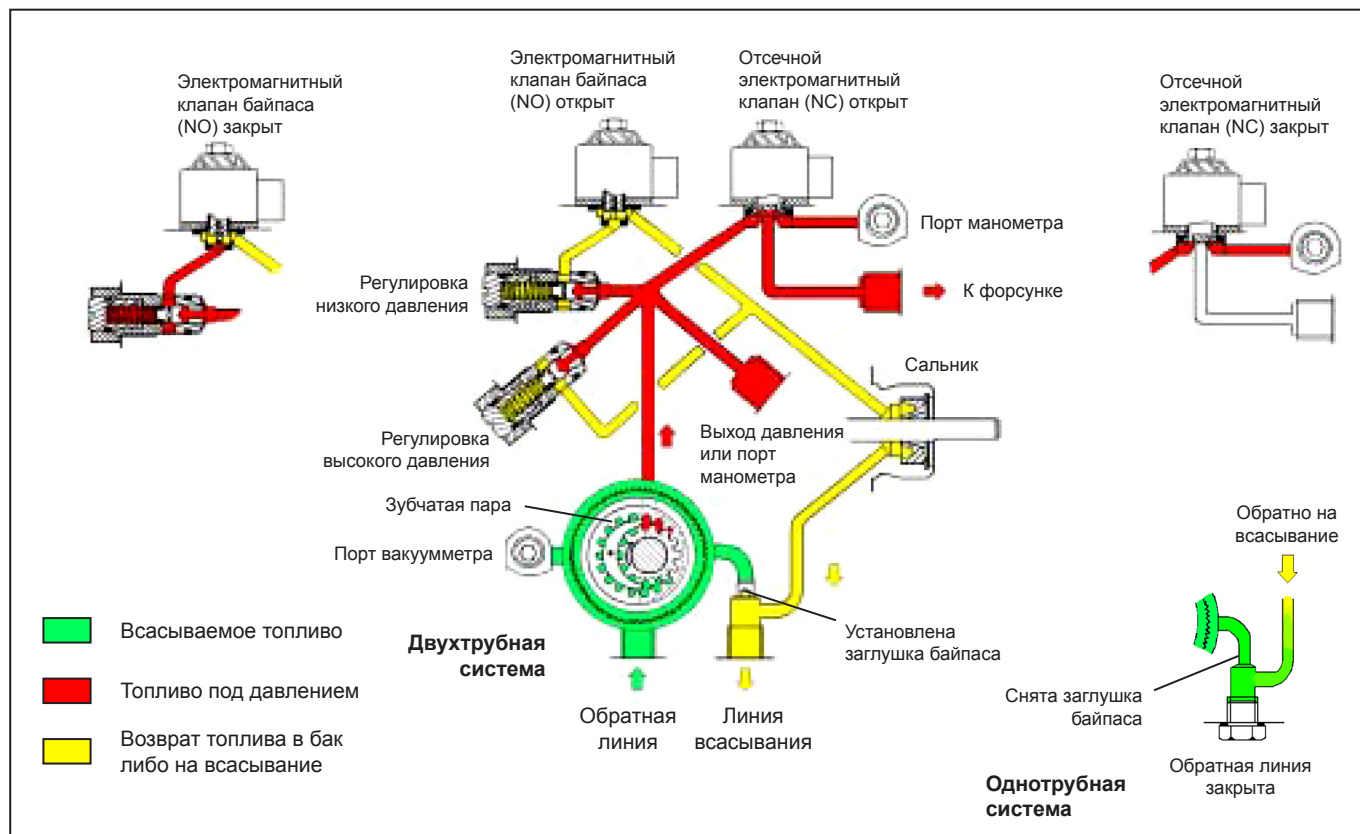 Электромагнитный
клапан байпаса
(NO) закрыт
Электромагнитный
клапан байпаса
(NO) открыт
Отсечной
электромагнитный
клапан (NC) открыт
Отсечной
электромагнитный
клапан (NC) закрыт
Порт манометра
Регулировка
низкого давления
К форсунке
Сальник
Регулировка
высокого давления
Выход давления
или порт
манометра
Зубчатая пара
Порт вакуумметра
Обратно на
всасывание
Всасываемое топливо
Топливо под давлением
Возврат топлива в бак
либо на всасывание
Двухтрубная
система
Установлена
заглушка байпаса
Обратная
линия
Линия
всасывания
Снята заглушка
байпаса
Обратная линия
закрыта
Однотрубная
система